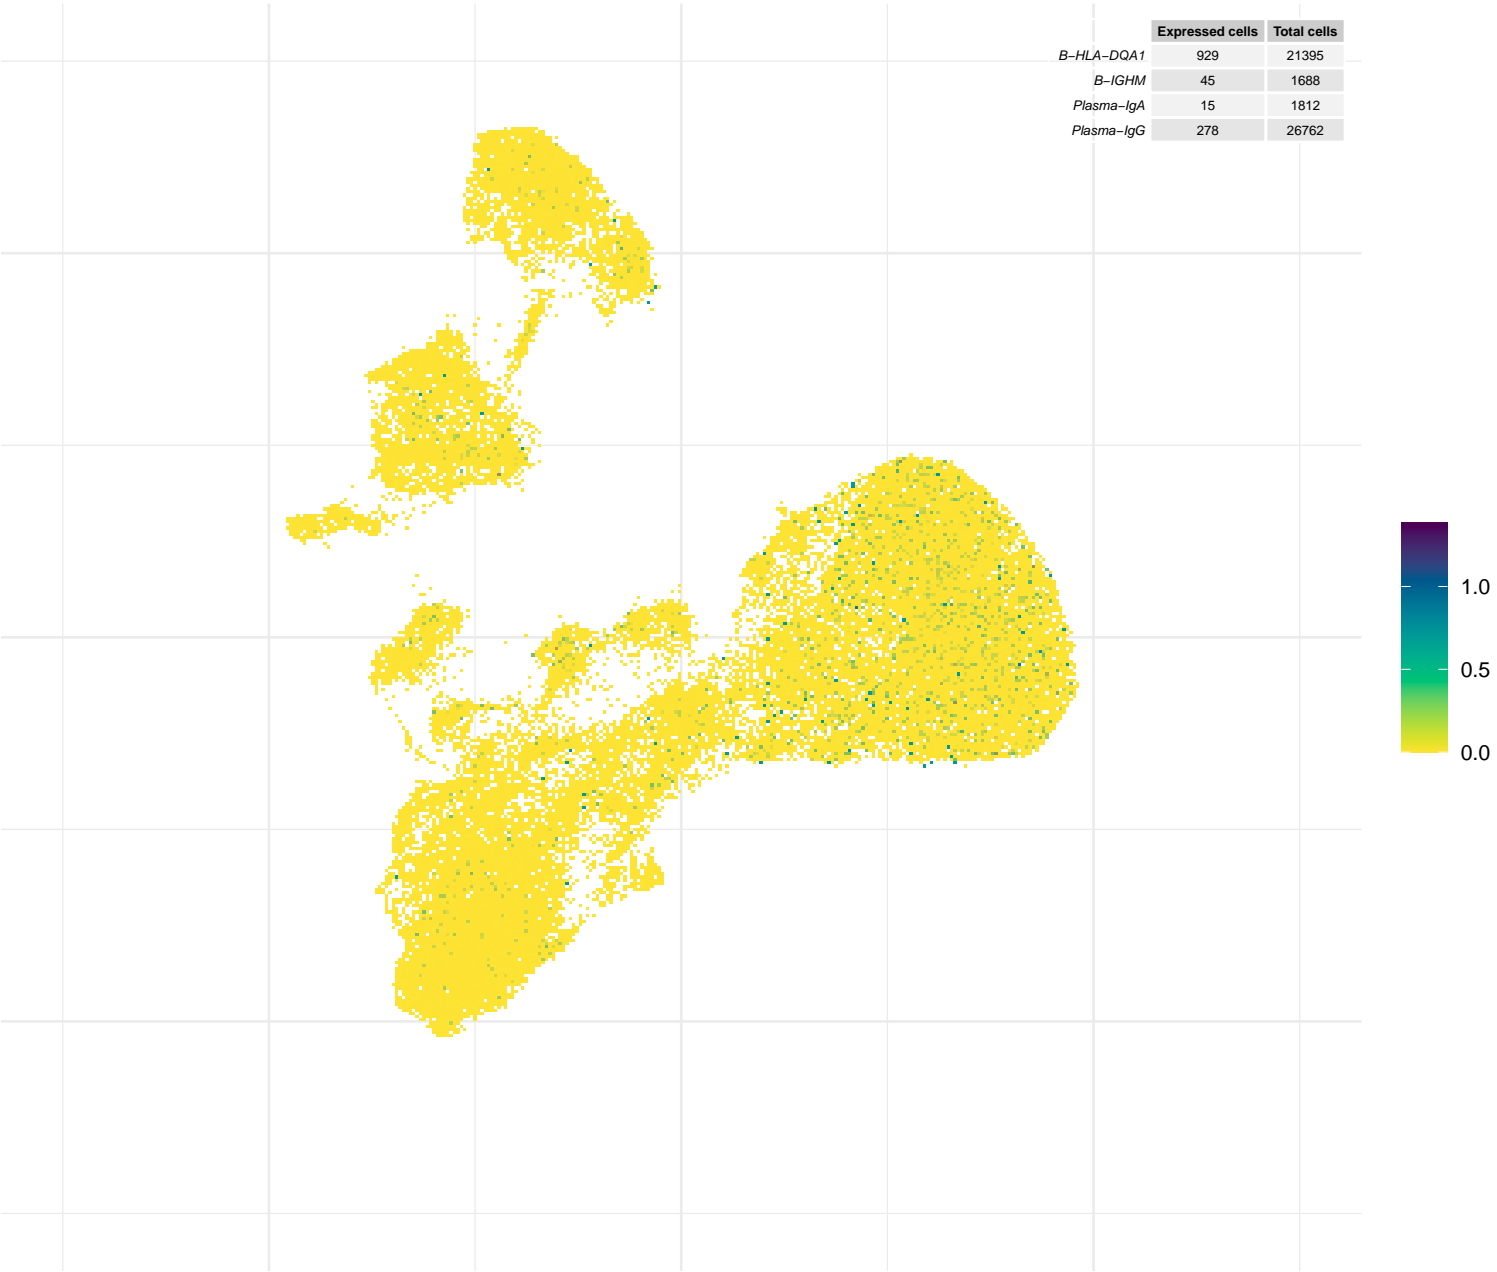 Expressed cells Total cells
B−HLA−DQA1 929 21395
B−IGHM 45 1688
Plasma−IgA 15 1812
Plasma−IgG 278 26762
1.0
0.5
0.0